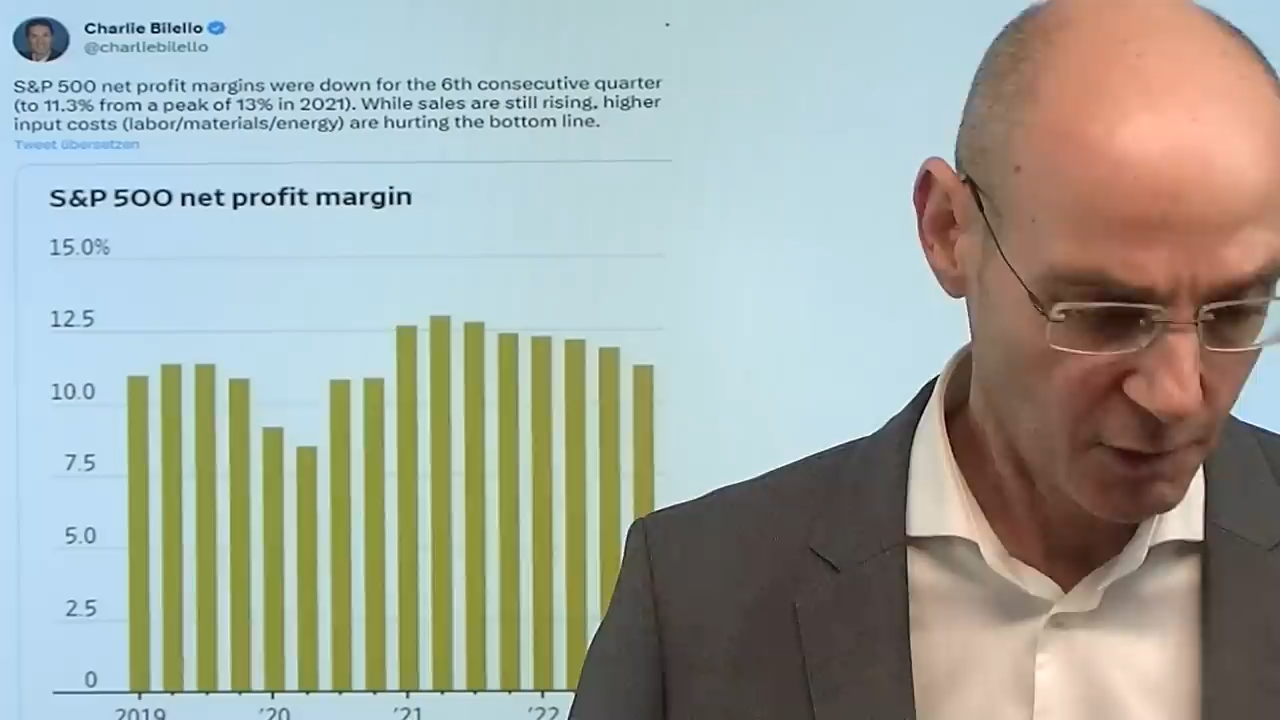 Charlie Bilello
@charliebilello
S&P 500 net profit margins were down for the 6th consecutive quarter
(to 11.3% from a peak of 13% in 2021). While sales are still rising, higher
input costs (labor/materials/energy) are hurting the bottom line.
Tweet übersetzen
S&P 500 net profit margin
15.0%
12.5
10.0
7.5
5.0
2.5
0
2019 '20 '21 '22